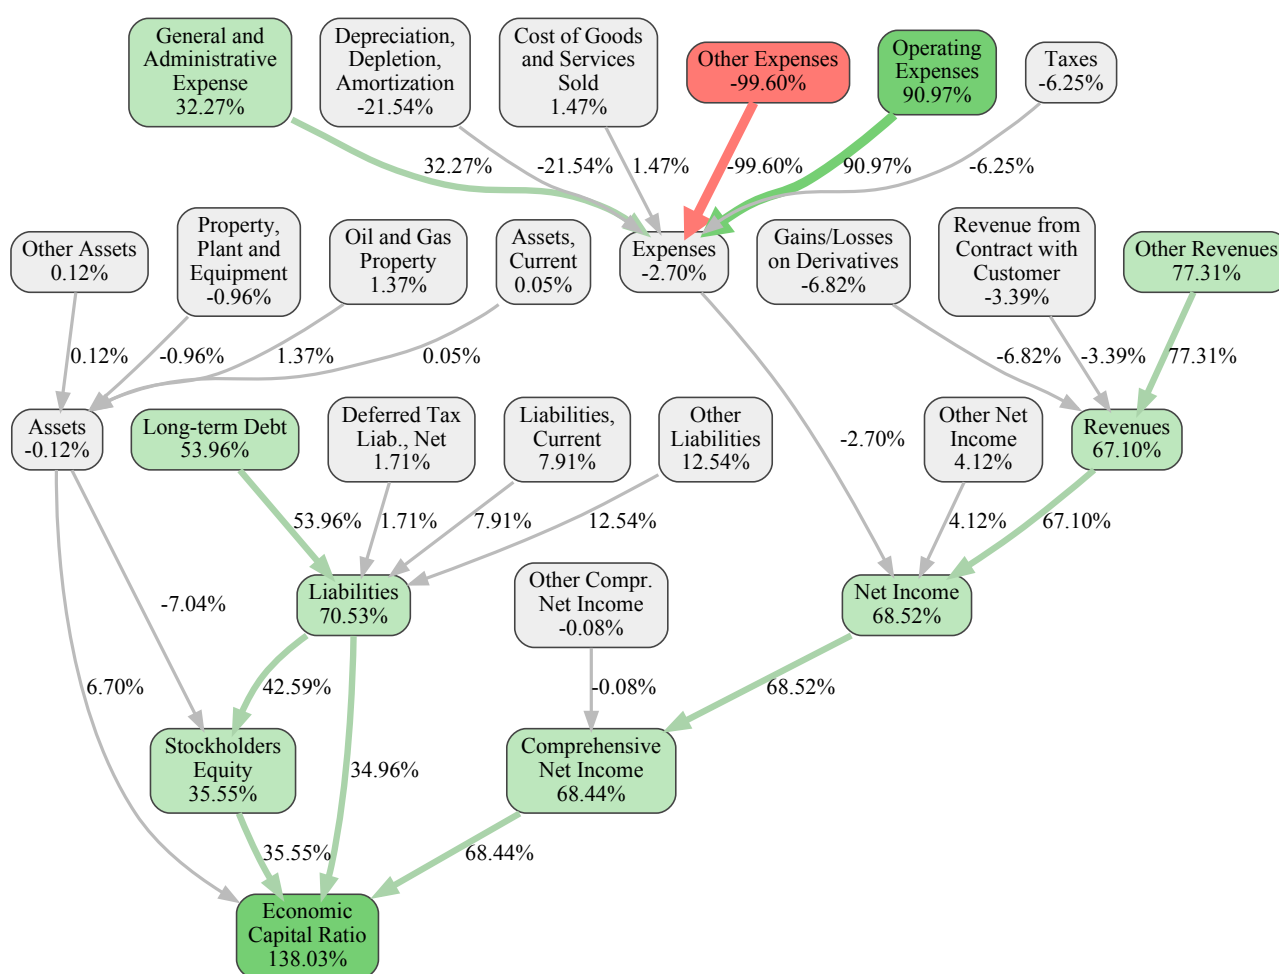 General and
Administrative
Expense
32.27%
Depreciation,
Depletion,
Amortization
-21.54%
Cost of Goods
and Services
Sold
1.47%
Other Expenses
-99.60%
Operating
Expenses
90.97%
Taxes
-6.25%
32.27%
-21.54%
1.47%
-99.60%
90.97%
-6.25%
Other Assets
0.12%
Property,
Plant and
Equipment
-0.96%
Oil and Gas
Property
1.37%
Assets,
Current
0.05%
Expenses
-2.70%
Gains/Losses
on Derivatives
-6.82%
Revenue from
Contract with
Customer
-3.39%
Other Revenues
77.31%
0.12%
-0.96%
1.37%
0.05%
-6.82%
-3.39%
77.31%
Assets
-0.12%
Long-term Debt
53.96%
Deferred Tax
Liab., Net
1.71%
Liabilities,
Current
7.91%
Other
Liabilities
12.54%
-2.70%
Other Net
Income
4.12%
Revenues
67.10%
53.96%
1.71%
7.91%
12.54%
4.12%
67.10%
-7.04%
Liabilities
70.53%
Other Compr.
Net Income
-0.08%
Net Income
68.52%
6.70%
42.59%
-0.08%
68.52%
Stockholders
Equity
35.55%
34.96%
Comprehensive
Net Income
68.44%
35.55%
68.44%
Economic
Capital Ratio
138.03%